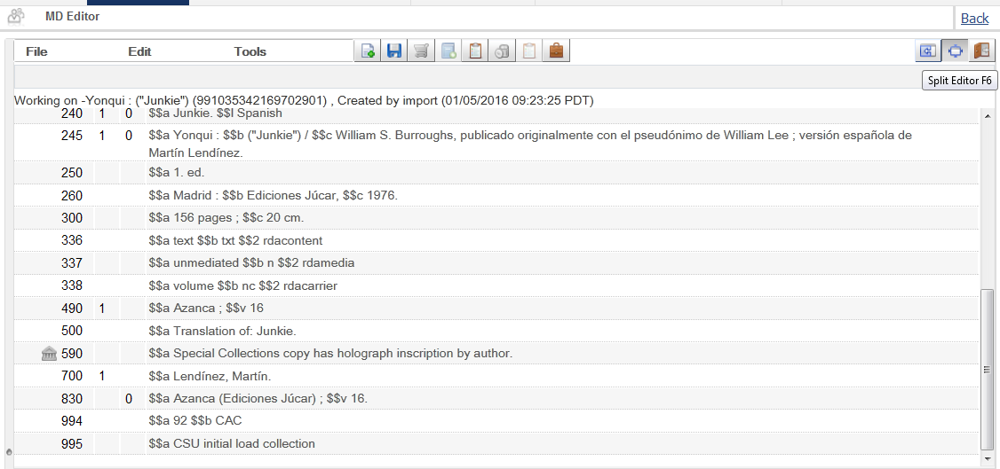 MD Editor
Back
File Edit Tools
Split Editor F6
Working on -Yonqui : ("Junkie") (991035342169702901) , Created by import (01/05/2016 09:23:25 PDT)
240 1 0 $$a Junkie. $$l Spanish
245 1 0 $$a Yonqui : $$b ("Junkie") / $$c William S. Burroughs, publicado originalmente con el pseudónimo de William Lee ; versión española de
Martín Lendínez.
250 $$a 1. ed.
260 $$a Madrid : $$b Ediciones Júcar, $$c 1976.
300 $$a 156 pages ; $$c 20 cm.
336 $$a text $$b txt $$2 rdacontent
337 $$a unmediated $$b n $$2 rdamedia
338 $$a volume $$b nc $$2 rdacarrier
490 1 $$a Azanca ; $$v 16
500 $$a Translation of: Junkie.
590 $$a Special Collections copy has holograph inscription by author.
700 1 $$a Lendínez, Martín.
830 0 $$a Azanca (Ediciones Júcar) ; $$v 16.
994 $$a 92 $$b CAC
995 $$a CSU initial load collection